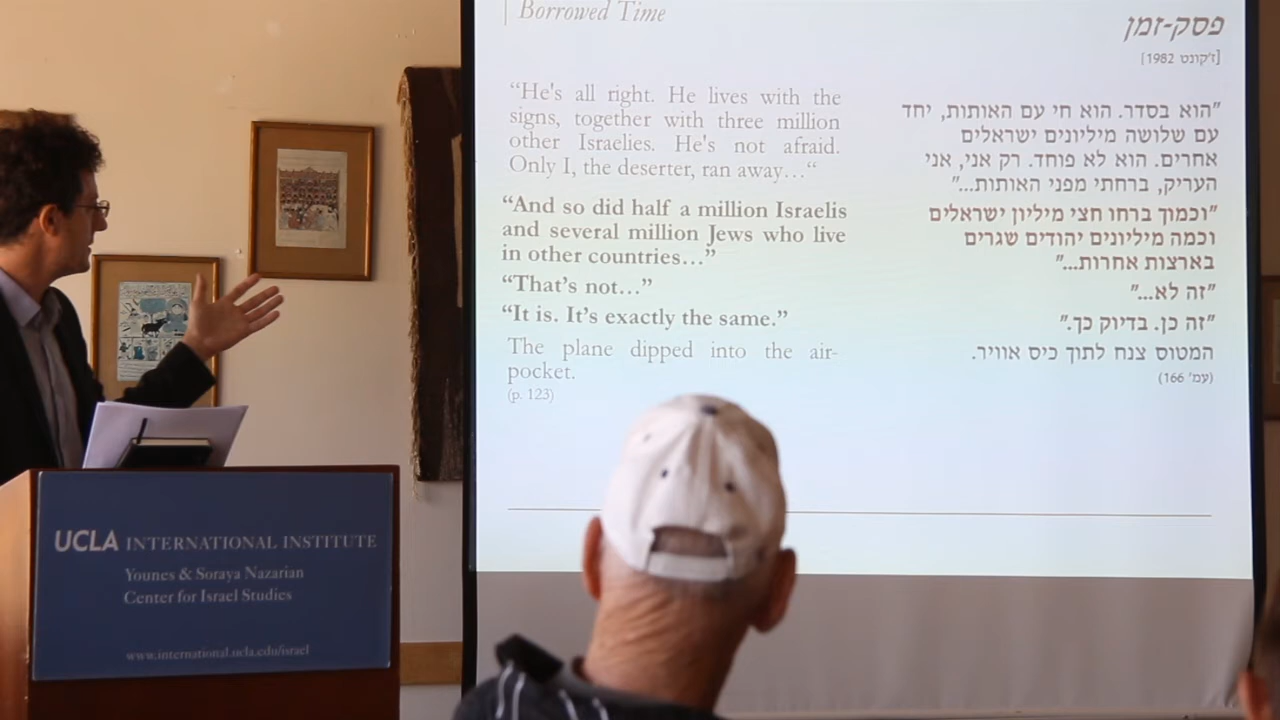 Borrowed Time
"He's all right. He lives with the
signs, together with three million
other Israelies. He's not afraid.
Only I, the deserter, ran away…“
“And so did half a million Israelis
and several million Jews who live
in other countries…”
“That's not…”
“It is. It's exactly the same.”
The plane dipped into the air-
pocket.
(p. 123)
פסק-זמן
[ז'קונט 1982]
"הוא בסדר. הוא חי עם האותות, יחד
עם שלושה מיליונים ישראלים
אחרים. הוא לא פוחד. רק אני, אני
העריק, ברחתי מפני האותות..."
"וכמוך ברחו חצי מיליון ישראלים
וכמה מיליונים יהודים שגרים
בארצות אחרות..."
"זה לא..."
"זה כן. בדיוק כך."
המטוס צנח לתוך כיס אוויר.
(עמ' 166)
UCLA INTERNATIONAL INSTITUTE
Younes & Soraya Nazarian
Center for Israel Studies
www.international.ucla.edu/israel